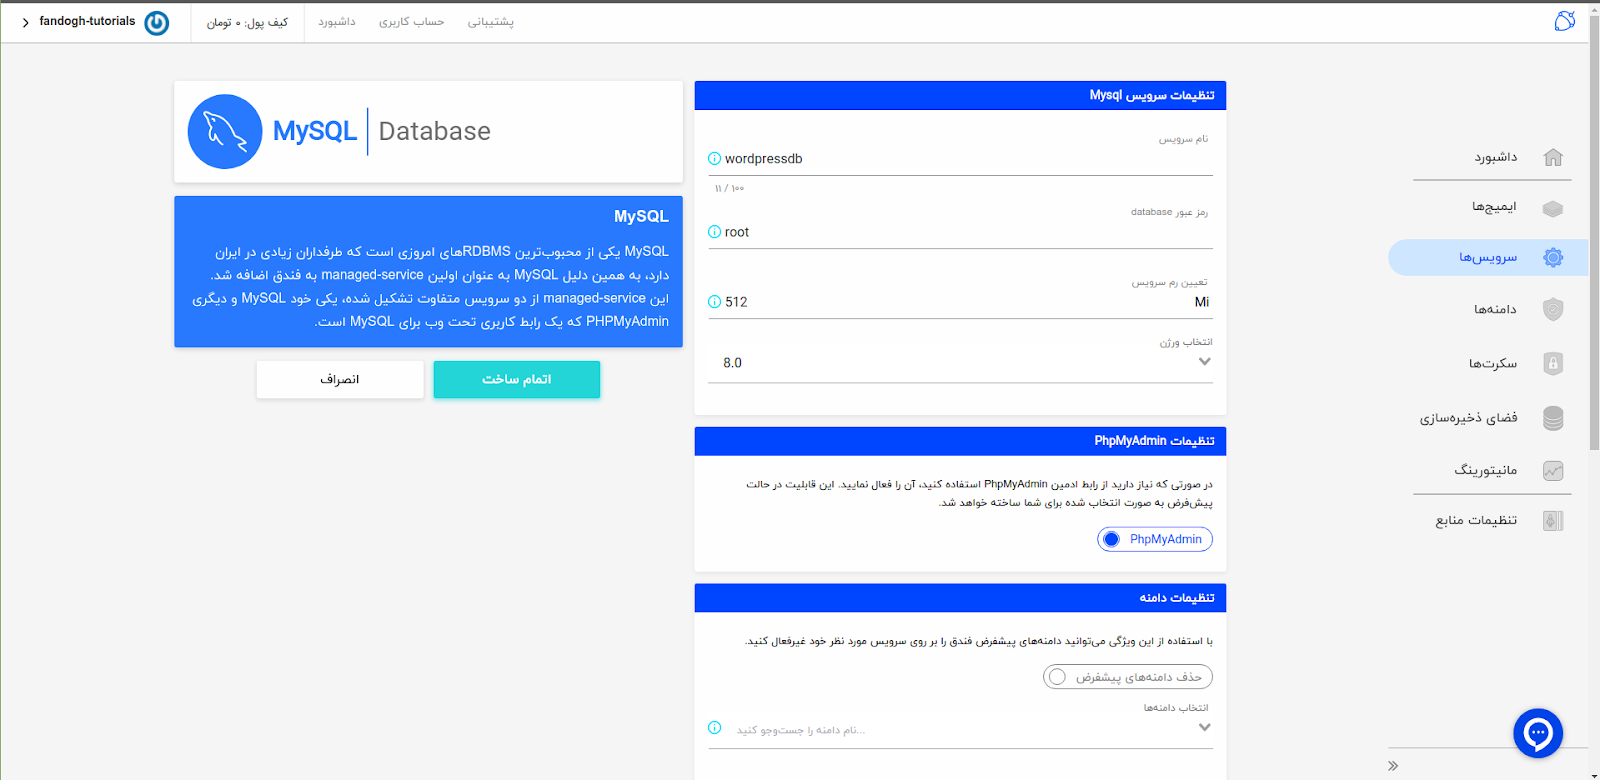 fandogh-tutorials
کیف پول: ۰ تومان
داشبورد
حساب کاربری
پشتیبانی
MySQL
Database
MySQL
MySQL یکی از محبوب‌ترین RDBMSهای امروزی است که طرفداران زیادی در ایران
دارد، به همین دلیل MySQL به عنوان اولین managed-service به فندق اضافه شد.
این managed-service از دو سرویس متفاوت تشکیل شده، یکی خود MySQL و دیگری
PHPMyAdmin که یک رابط کاربری تحت وب برای MySQL است.
اتمام ساخت
انصراف
تنظیمات سرویس Mysql
نام سرویس
wordpressdb
۱۱ / ۱۰۰
رمز عبور database
root
تعیین رم سرویس
512
Mi
انتخاب ورژن
8.0
تنظیمات PhpMyAdmin
در صورتی که نیاز دارید از رابط ادمین PhpMyAdmin استفاده کنید، آن را فعال نمایید. این قابلیت در حالت
پیش‌فرض به صورت انتخاب شده برای شما ساخته خواهد شد.
PhpMyAdmin
تنظیمات دامنه
با استفاده از این ویژگی می‌توانید دامنه‌های پیشفرض فندق را بر روی سرویس مورد نظر خود غیرفعال کنید.
حذف دامنه‌های پیشفرض
انتخاب دامنه‌ها
نام دامنه را جست‌وجو کنید...
داشبورد
ایمیج‌ها
سرویس‌ها
دامنه‌ها
سکرت‌ها
فضای ذخیره‌سازی
مانیتورینگ
تنظیمات منابع